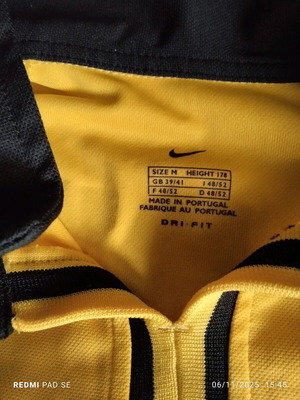 SIZE M HEIGHT 178
GB 39/41 I 48/52
F 48/52 D 48/52
MADE IN PORTUGAL
FABRIQUE AU PORTUGAL
DRI-FIT
REDMI PAD SE
06/11/2025 15:45